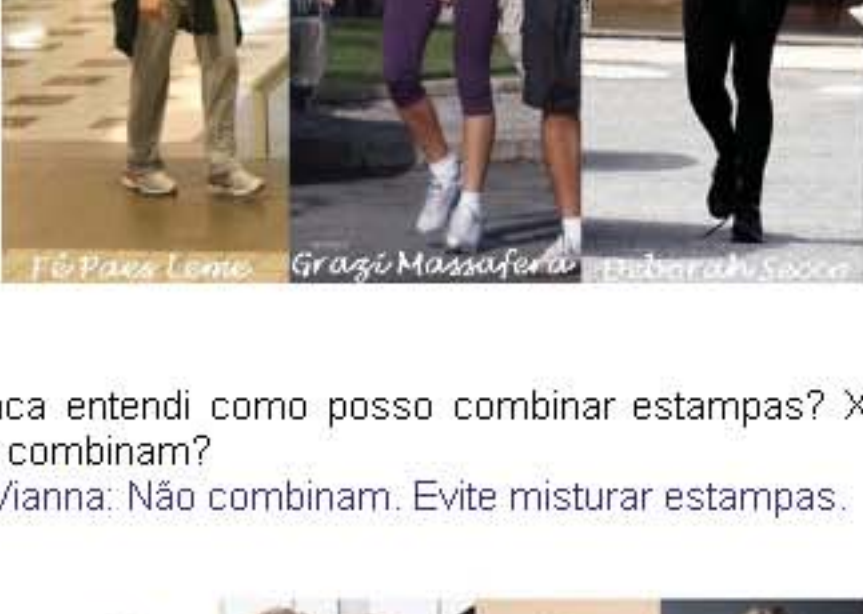 Fê Paes Leme
Grazi Massafera
Deborah Secco
ca entendi como posso combinar estampas? X
combinam?
Vianna: Não combinam. Evite misturar estampas.